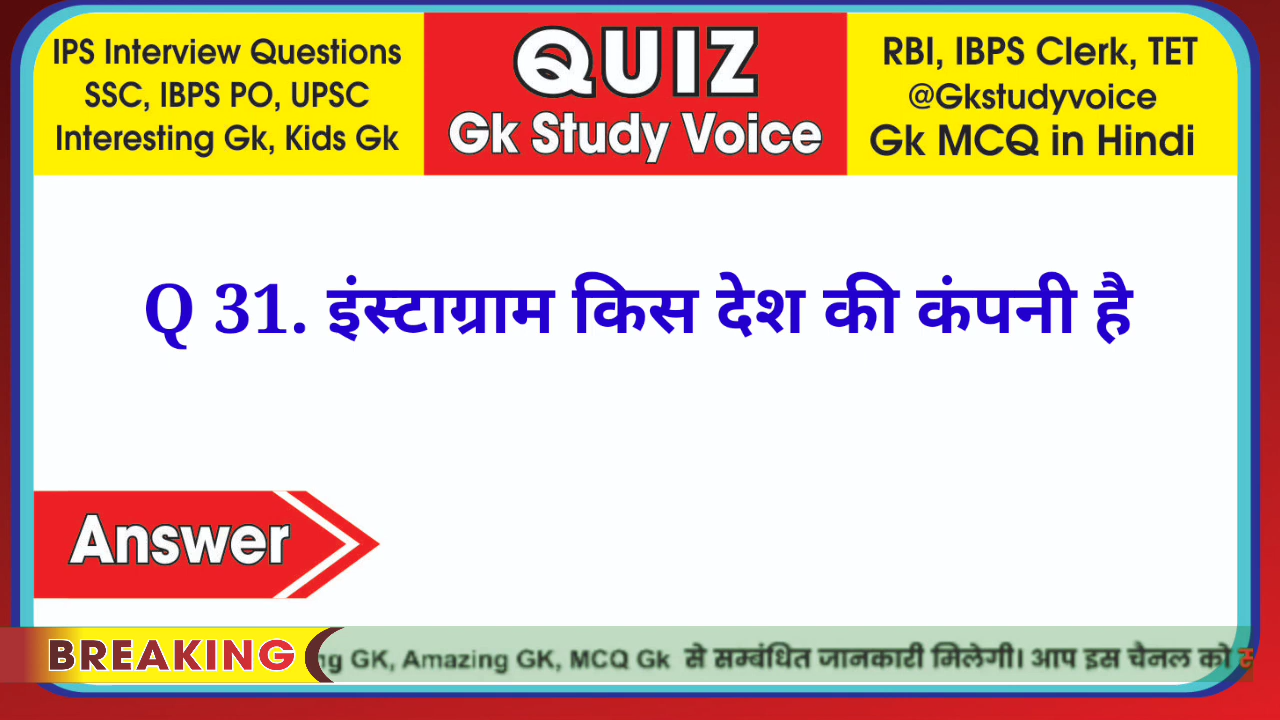 IPS Interview Questions
SSC, IBPS PO, UPSC
Interesting Gk, Kids Gk
QUIZ
Gk Study Voice
RBI, IBPS Clerk, TET
@Gkstudyvoice
Gk MCQ in Hindi
Q 31. इंस्टाग्राम किस देश की कंपनी है
Answer
BREAKING
ng GK, Amazing GK, MCQ Gk से सम्बंधित जानकारी मिलेगी। आप इस चैनल को